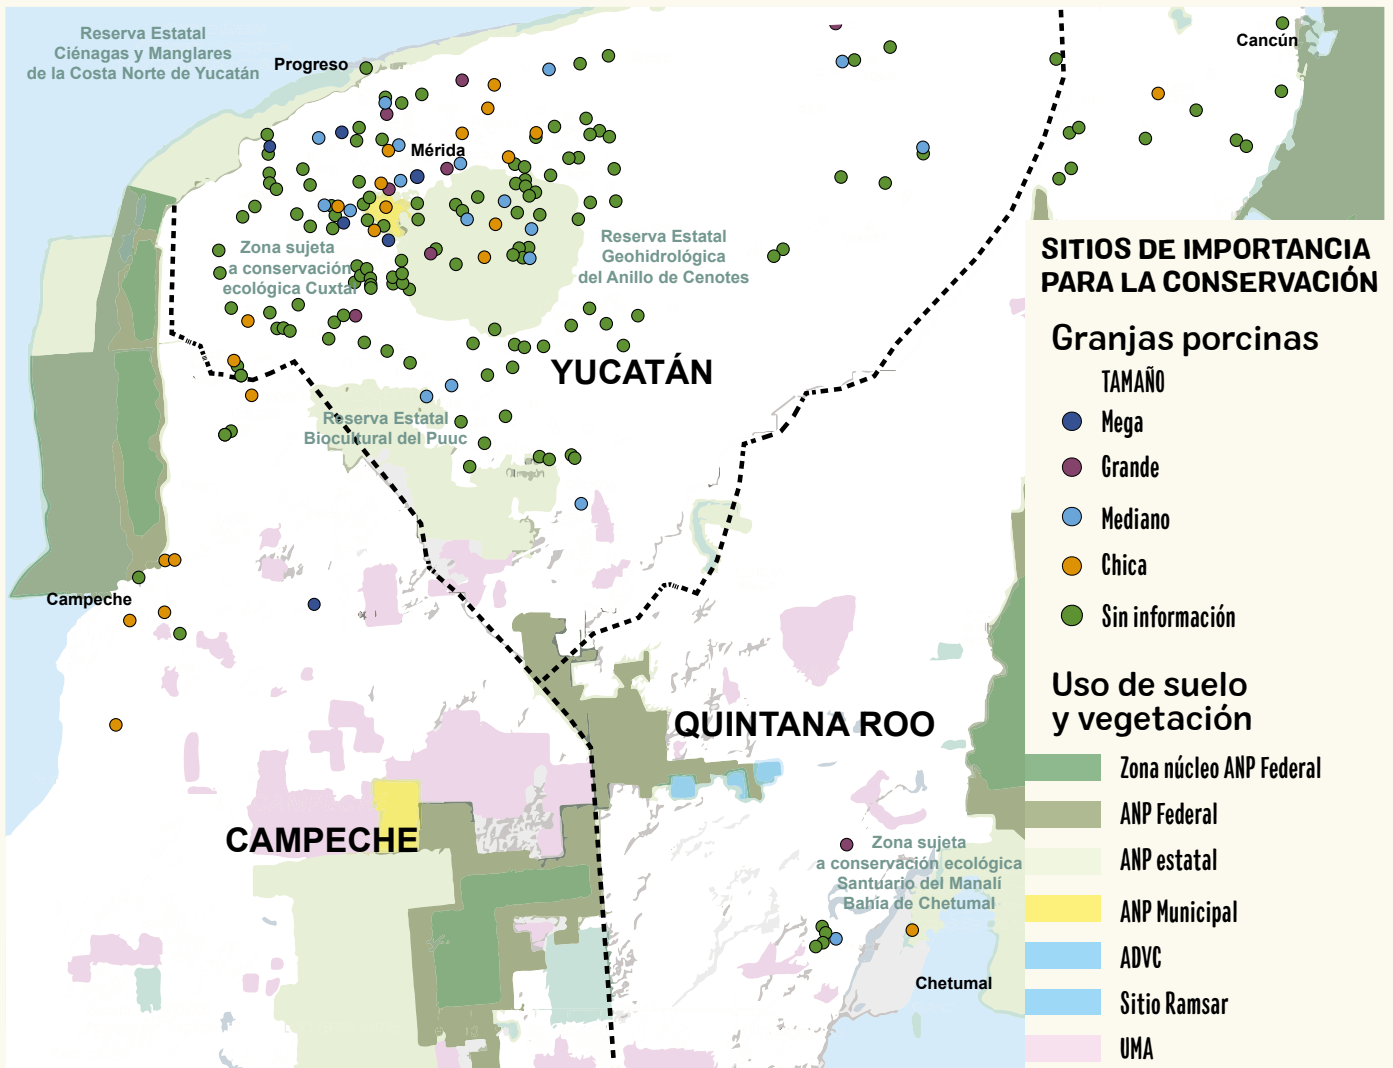 Reserva Estatal
Ciénagas y Manglares
de la Costa Norte de Yucatán
Progreso
Cancún
Mérida
Zona sujeta
a conservación
ecológica Cuxtal
Reserva Estatal
Geohidrológica
del Anillo de Cenotes
YUCATÁN
Reserva Estatal
Biocultural del Puuc
Campeche
QUINTANA ROO
CAMPECHE
Zona sujeta
a conservación ecológica
Santuario del Manalí
Bahía de Chetumal
Chetumal
SITIOS DE IMPORTANCIA
PARA LA CONSERVACIÓN
Granjas porcinas
TAMAÑO
Mega
Grande
Mediano
Chica
Sin información
Uso de suelo
y vegetación
Zona núcleo ANP Federal
ANP Federal
ANP estatal
ANP Municipal
ADVC
Sitio Ramsar
UMA